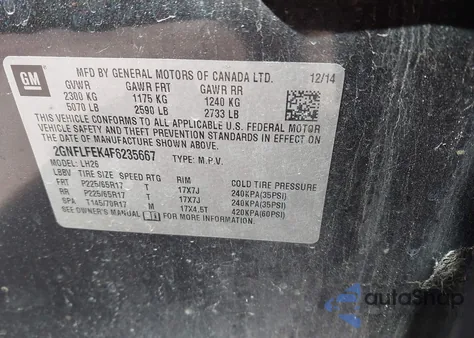 GM
MFD BY GENERAL MOTORS OF CANADA LTD. 12/14
GVWR GAWR FRT GAWR RR
2300 KG 1175 KG 1240 KG
5070 LB 2590 LB 2733 LB
THIS VEHICLE CONFORMS TO ALL APPLICABLE U.S. FEDERAL MOTOR
VEHICLE SAFETY AND THEFT PREVENTION STANDARDS IN EFFECT ON
THE DATE OF MANUFACTURE SHOWN ABOVE.
2GNFLFEK4F6235667 TYPE: M.P.V.
MODEL: LH26
LBBV TIRE SIZE SPEED RTG RIM COLD TIRE PRESSURE
FRT P225/65R17 T 17X7J 240KPA(35PSI)
RR P225/65R17 T 17X7J 240KPA(35PSI)
SPA T145/70R17 M 17X4.5T 420KPA(60PSI)
SEE OWNER'S MANUAL FOR MORE INFORMATION.
autoShop